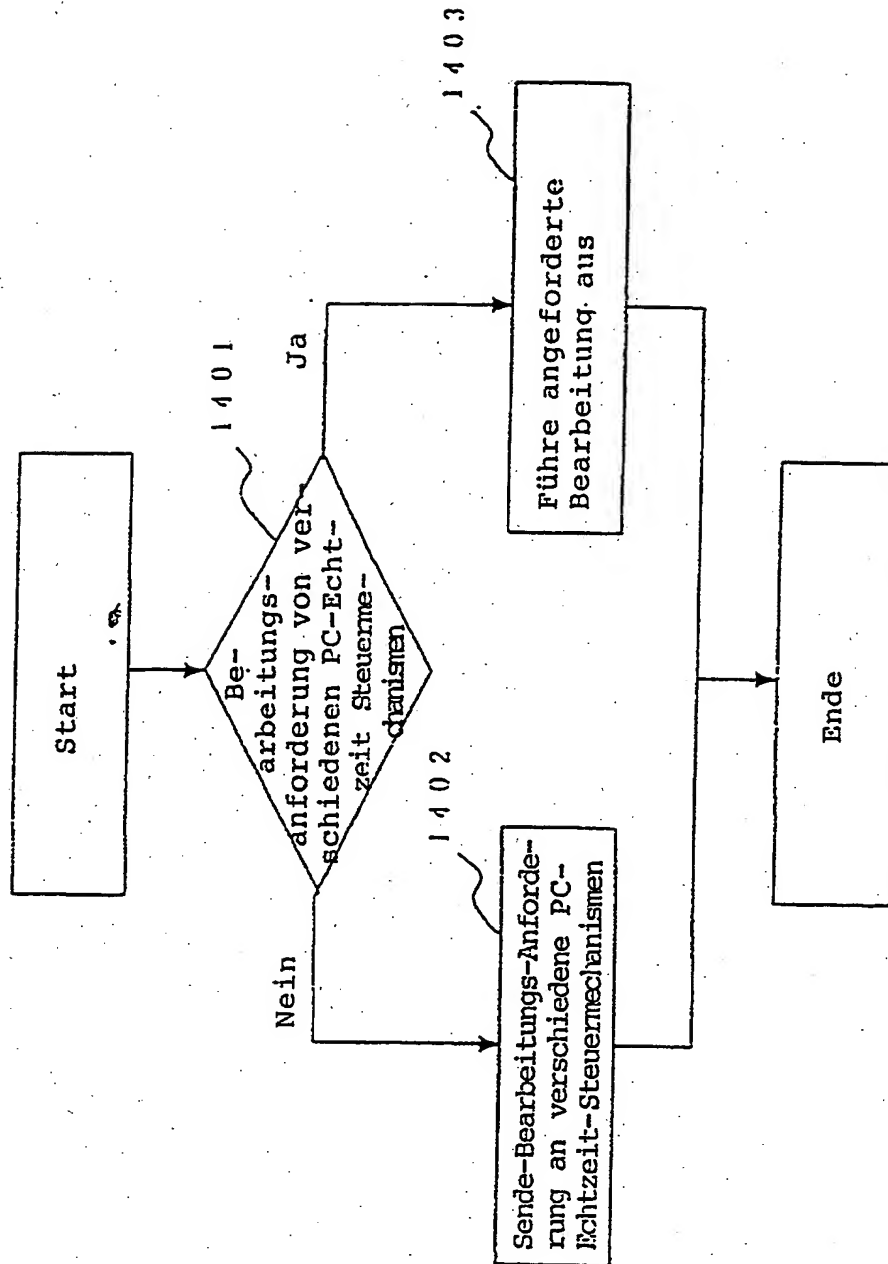 Start
1401
Be-
arbeitungs-
anforderung von ver-
schiedenen PC-Echt-
zeit Steuerme-
chanismen
Nein
Ja
1402
Sende-Bearbeitungs-Anforde-
rung an verschiedene PC-
Echtzeit-Steuermechanismen
1403
Führe angeforderte
Bearbeitung aus
Ende